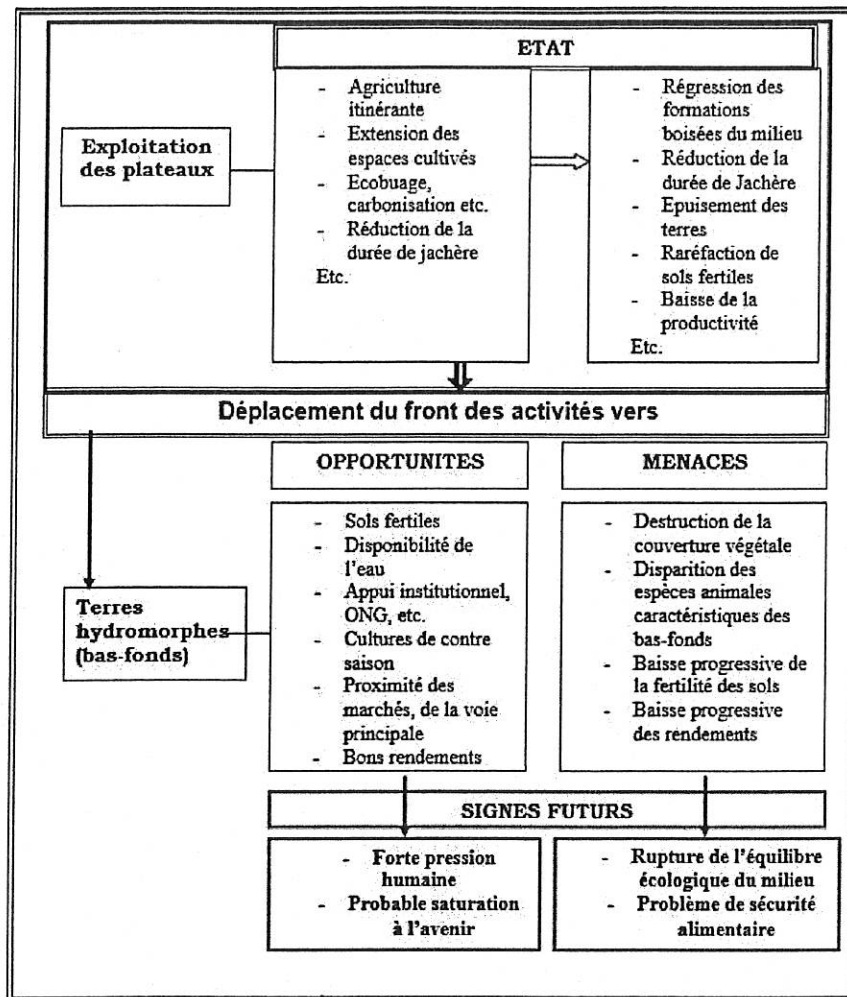 ETAT
Exploitation
des plateaux
- Agriculture
itinérante
- Extension des
espaces cultivés
- Ecobuage,
carbonisation etc.
- Réduction de la
durée de jachère
Etc.
- Régression des
formations
boisées du milieu
- Réduction de la
durée de Jachère
- Epuisement des
terres
- Raréfaction de
sols fertiles
- Baisse de la
productivité
Etc.
Déplacement du front des activités vers
Terres
hydromorphes
(bas-fonds)
OPPORTUNITES
- Sols fertiles
- Disponibilité de
l'eau
- Appui institutionnel,
ONG, etc.
- Cultures de contre
saison
- Proximité des
marchés, de la voie
principale
- Bons rendements
MENACES
- Destruction de la
couverture végétale
- Disparition des
espèces animales
caractéristiques des
bas-fonds
- Baisse progressive de
la fertilité des sols
- Baisse progressive
des rendements
SIGNES FUTURS
- Forte pression
humaine
- Probable saturation
à l'avenir
- Rupture de l'équilibre
écologique du milieu
- Problème de sécurité
alimentaire